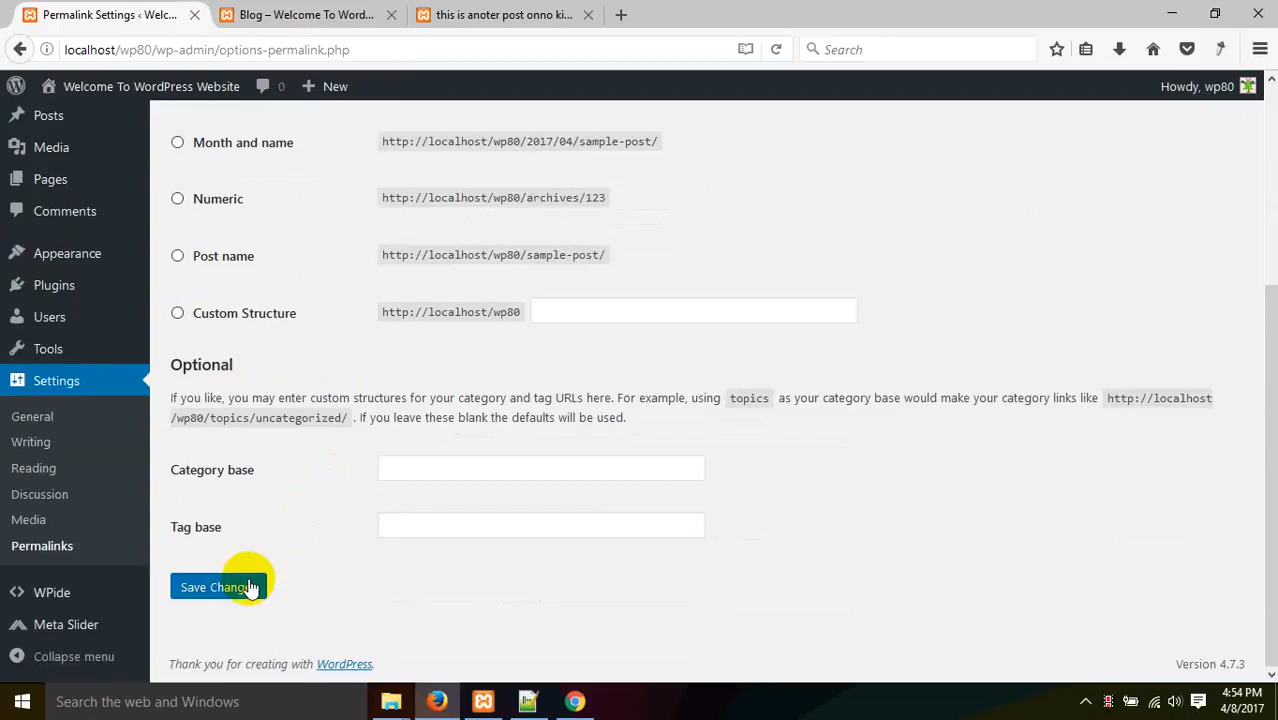 Permalink Settings ‹ Welc...
Blog – Welcome To Word...
this is anoter post onno ki...
localhost/wp80/wp-admin/options-permalink.php
Search
Welcome To WordPress Website
0
New
Howdy, wp80
Posts
Media
Pages
Comments
Appearance
Plugins
Users
Tools
Settings
General
Writing
Reading
Discussion
Media
Permalinks
WPide
Meta Slider
Collapse menu
Month and name http://localhost/wp80/2017/04/sample-post/
Numeric http://localhost/wp80/archives/123
Post name http://localhost/wp80/sample-post/
Custom Structure http://localhost/wp80
Optional
If you like, you may enter custom structures for your category and tag URLs here. For example, using topics as your category base would make your category links like http://localhost
/wp80/topics/uncategorized/ . If you leave these blank the defaults will be used.
Category base
Tag base
Save Changes
Thank you for creating with WordPress.
Version 4.7.3
Search the web and Windows
4:54 PM
4/8/2017